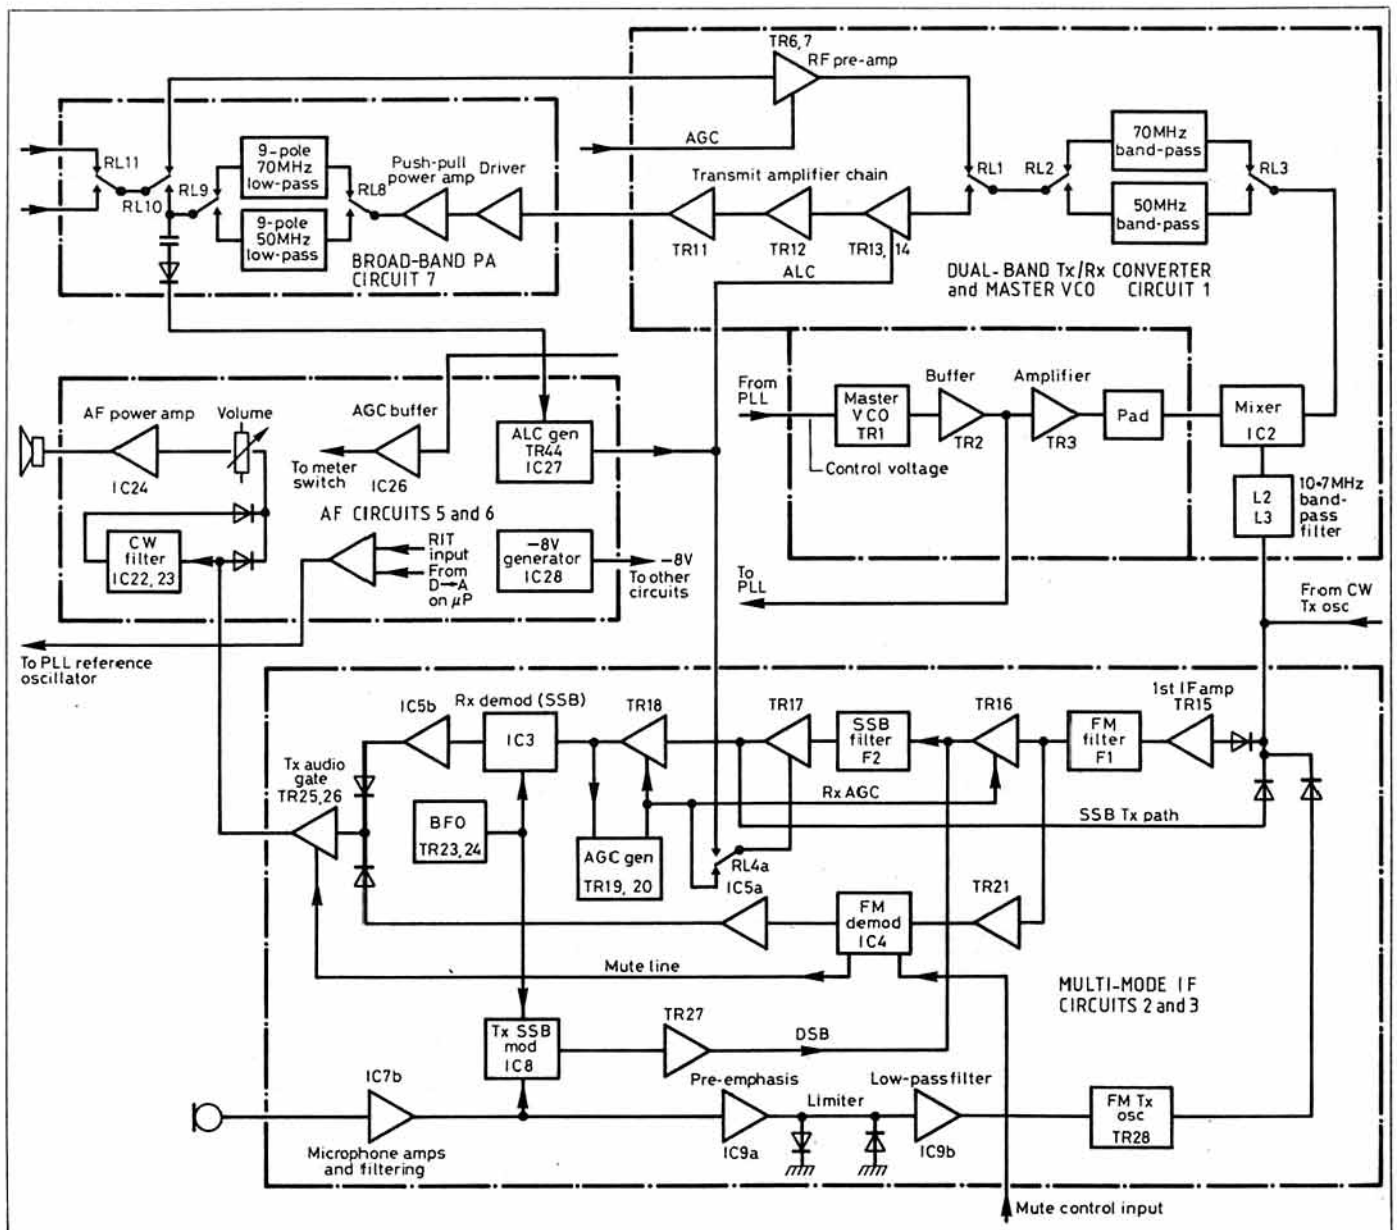 TR6,7
RF pre-amp
AGC
RL11
RL10
RL9
9-pole
70MHz
low-pass
9-pole
50MHz
low-pass
RL8
Push-pull
power amp
Driver
BROAD-BAND PA
CIRCUIT 7
Transmit amplifier chain
TR11
TR12
TR13, 14
ALC
RL1
RL2
70MHz
band-pass
50MHz
band-pass
RL3
DUAL-BAND Tx/Rx CONVERTER
and MASTER VCO CIRCUIT 1
From
PLL
Master
VCO
TR1
Control voltage
Buffer
TR2
Amplifier
TR3
Pad
Mixer
IC2
L2
L3
10•7MHz
band-
pass
filter
To
PLL
From CW
Tx osc
AF power amp
IC24
Volume
AGC buffer
To meter
switch
IC26
ALC gen
TR44
IC27
AF CIRCUITS 5 and 6
CW
filter
IC22, 23
RIT
input
From
D→A
on μP
-8V
generator
IC28
-8V
To other
circuits
To PLL reference
oscillator
IC5b
Rx demod (SSB)
IC3
TR18
TR17
SSB
filter
F2
TR16
FM
filter
F1
1st IF amp
TR15
Tx audio
gate
TR25,26
BFO
TR23,24
AGC gen
TR19, 20
Rx AGC
SSB Tx path
RL4a
IC5a
FM
demod
IC4
TR21
Mute line
MULTI-MODE IF
CIRCUITS 2 and 3
Tx SSB
mod
IC8
TR27
DSB
IC7b
Microphone amps
and filtering
Pre-emphasis
IC9a
Limiter
Low-pass filter
IC9b
FM Tx
osc
TR28
Mute control input